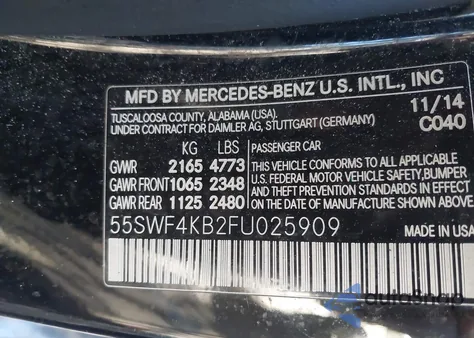 MFD BY MERCEDES-BENZ U.S. INTL., INC
TUSCALOOSA COUNTY, ALABAMA (USA). 11/14
UNDER CONTRACT FOR DAIMLER AG, STUTTGART (GERMANY) C040
KG LBS PASSENGER CAR
GVWR 2165 4773 THIS VEHICLE CONFORMS TO ALL APPLICABLE
GAWR FRONT 1065 2348 U.S. FEDERAL MOTOR VEHICLE SAFETY, BUMPER
GAWR REAR 1125 2480 AND THEFT PREVENTION STANDARDS IN EFFECT
ON THE DATE OF MANUFACTURE SHOWN ABOVE.
55SWF4KB2FU025909
MADE IN USA
autoSnap